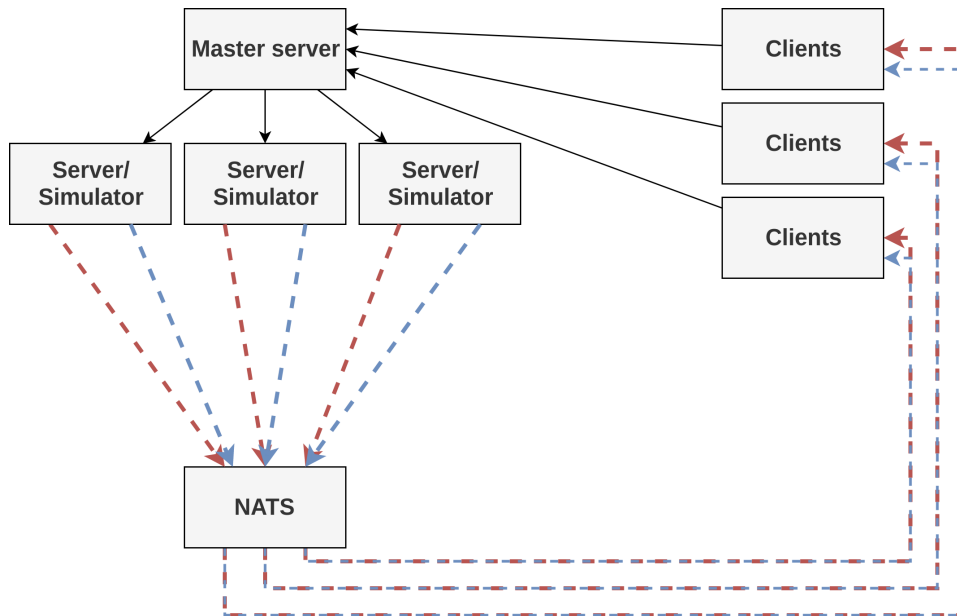 Master server
Clients
Clients
Server/
Simulator
Server/
Simulator
Server/
Simulator
Clients
NATS